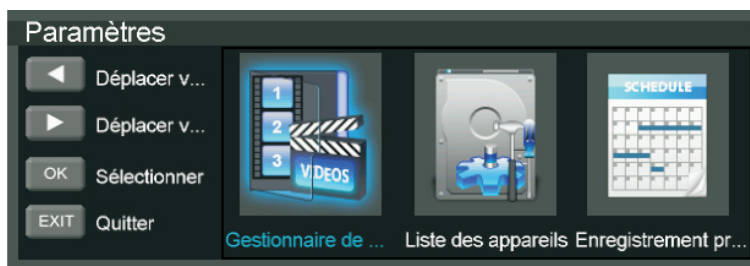 Paramètres
Déplacer v...
Déplacer v...
OK Sélectionner
EXIT Quitter
1
2
3
VIDEOS
SCHEDULE
Gestionnaire de ... Liste des appareils Enregistrement pr...